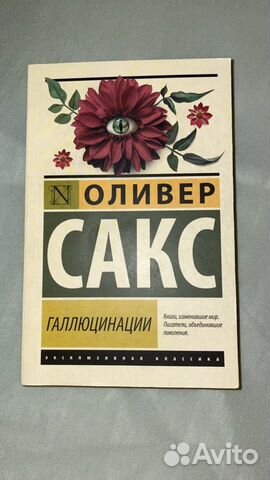 N ОЛИВЕР
САКС
ГАЛЛЮЦИНАЦИИ
Книги, изменившие мир.
Писатели, объединившие
поколения.
ЭКСКЛЮЗИВНАЯ КЛАССИКА
Avito